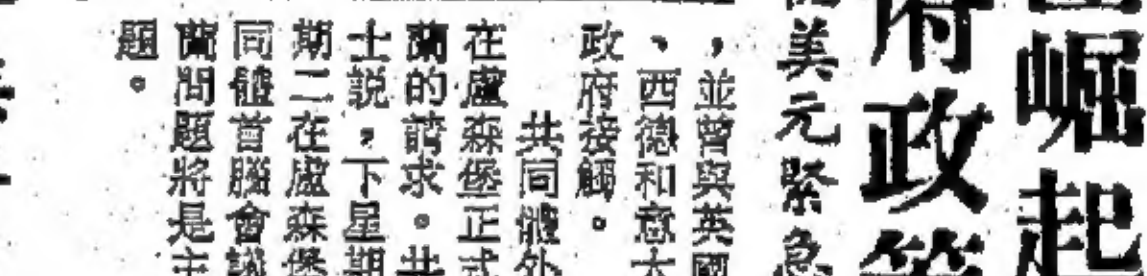 崛起
府政策
美元緊急
，並曾與英國
、西德和意大
政府接觸。
共同體外
在盧森堡正式
蘭的請求。共
士說，下星期
期二在盧森堡
同體首腦會議
蘭問題將是主
題。